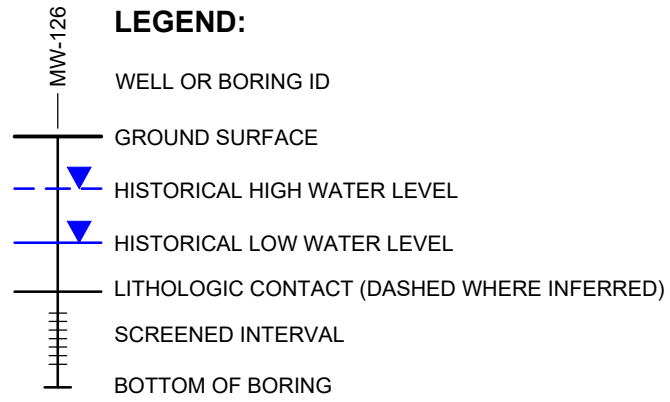 MW-126
LEGEND:
WELL OR BORING ID
GROUND SURFACE
HISTORICAL HIGH WATER LEVEL
HISTORICAL LOW WATER LEVEL
LITHOLOGIC CONTACT (DASHED WHERE INFERRED)
SCREENED INTERVAL
BOTTOM OF BORING